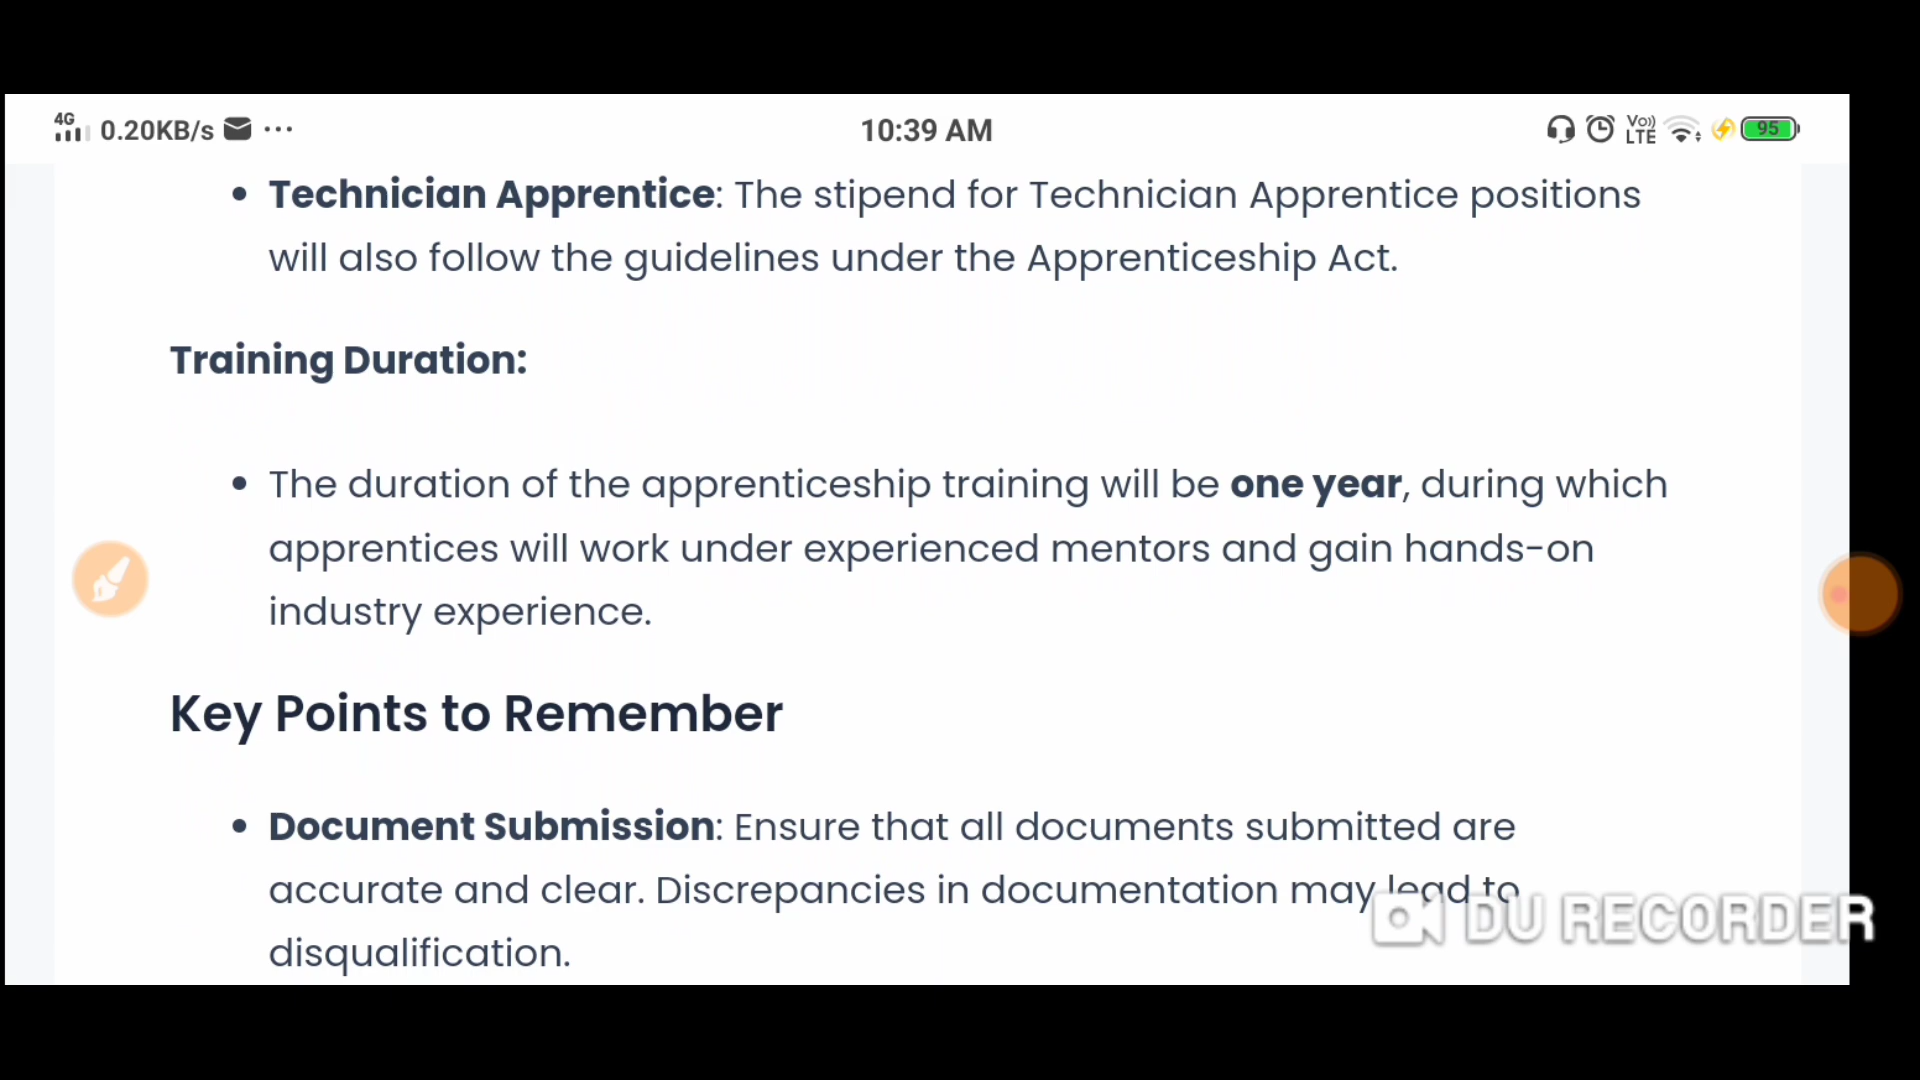 4G 0.20KB/s ... 10:39 AM Vo)) LTE 95
• Technician Apprentice: The stipend for Technician Apprentice positions
will also follow the guidelines under the Apprenticeship Act.
Training Duration:
• The duration of the apprenticeship training will be one year, during which
apprentices will work under experienced mentors and gain hands-on
industry experience.
Key Points to Remember
• Document Submission: Ensure that all documents submitted are
accurate and clear. Discrepancies in documentation may lead to
DU RECORDER
disqualification.